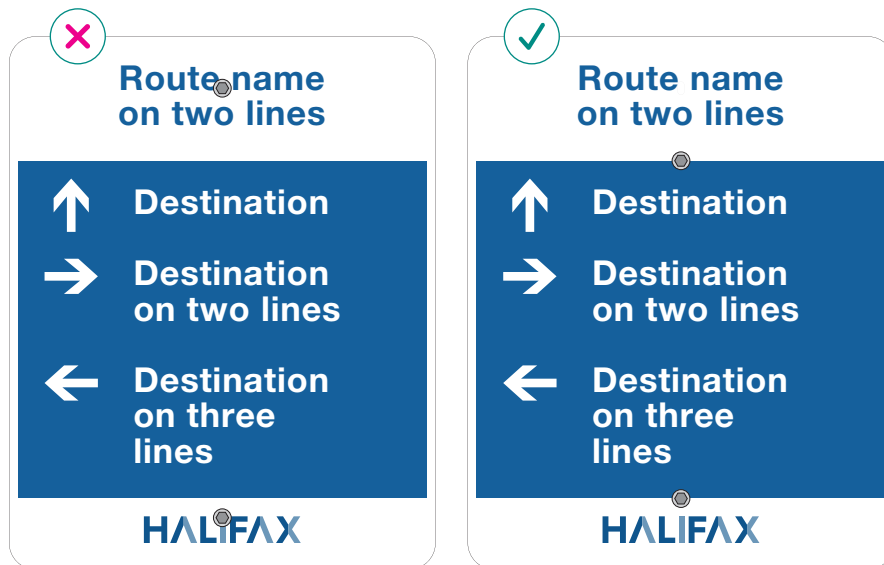 Route name
on two lines
Destination
Destination
on two lines
Destination
on three
lines
HALIFAX
Route name
on two lines
Destination
Destination
on two lines
Destination
on three
lines
HALIFAX